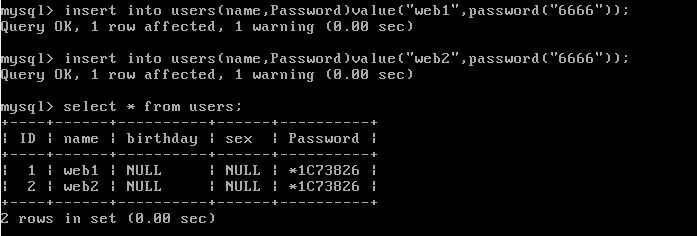 mysql> insert into users(name,Password)value("web1",password("6666"));
Query OK, 1 row affected, 1 warning (0.00 sec)
mysql> insert into users(name,Password)value("web2",password("6666"));
Query OK, 1 row affected, 1 warning (0.00 sec)
mysql> select * from users;
+----+------+----------+------+----------+
| ID | name | birthday | sex | Password |
+----+------+----------+------+----------+
| 1 | web1 | NULL | NULL | *1C73826 |
| 2 | web2 | NULL | NULL | *1C73826 |
+----+------+----------+------+----------+
2 rows in set (0.00 sec)